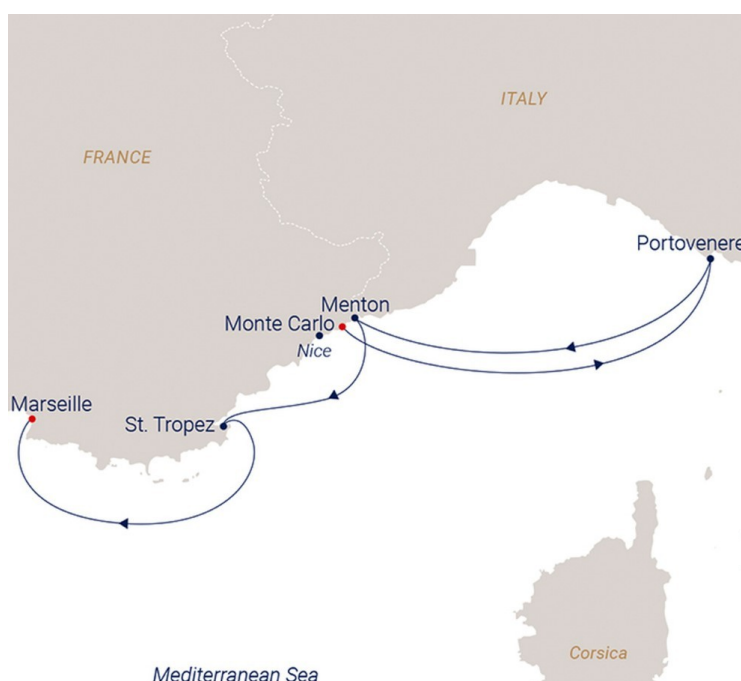 ITALY
FRANCE
Portovenere
Menton
Monte Carlo
Nice
Marseille
St. Tropez
Corsica
Mediterranean Sea